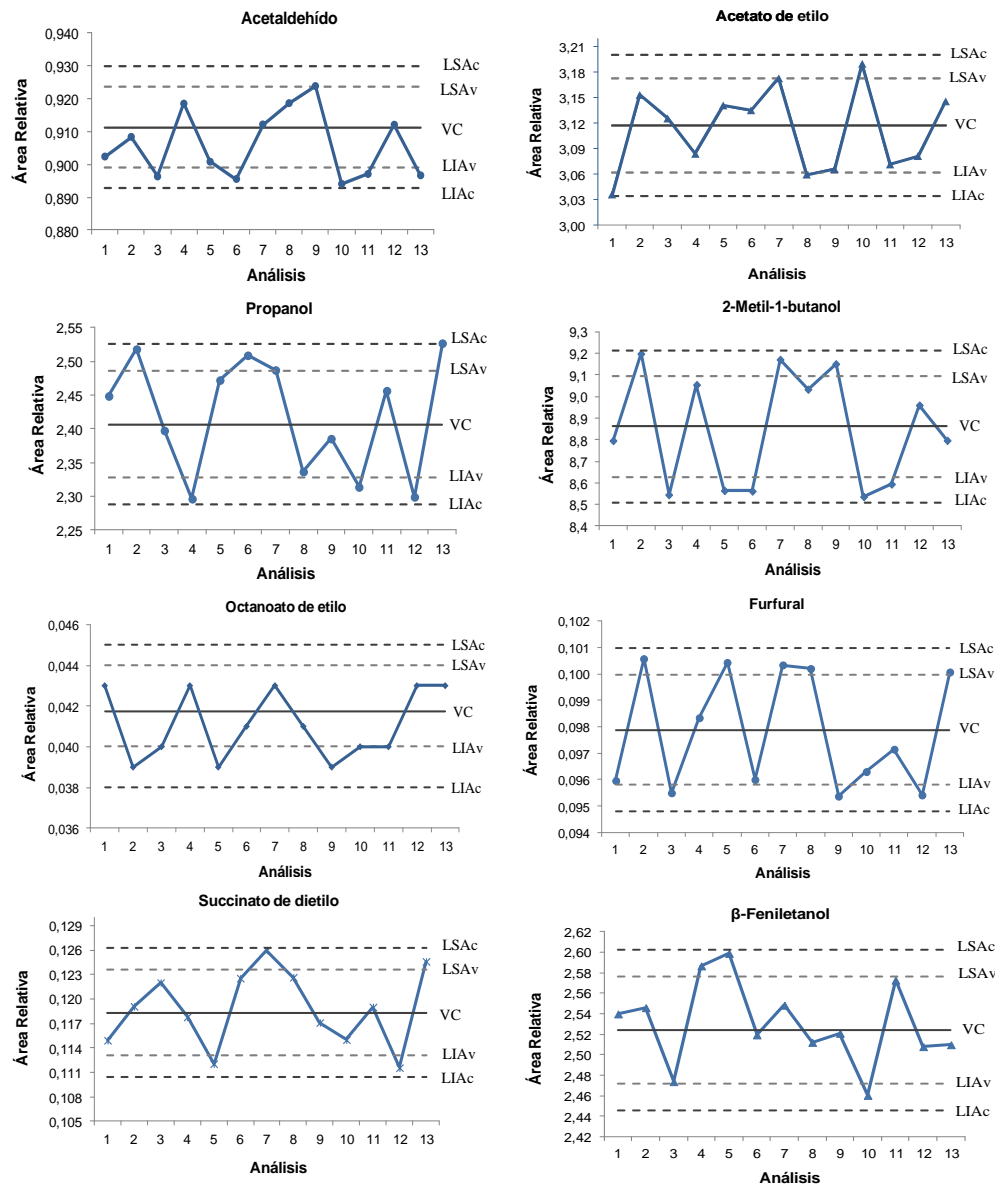 Acetaldehído
0,940
0,930
0,920
0,910
0,900
0,890
0,880
Área Relativa
LSAc
LSAv
VC
LIAv
LIAc
1 2 3 4 5 6 7 8 9 10 11 12 13
Análisis
Acetato de etilo
3,21
3,18
3,15
3,12
3,09
3,06
3,03
3,00
Área Relativa
LSAc
LSAv
VC
LIAv
LIAc
1 2 3 4 5 6 7 8 9 10 11 12 13
Análisis
Propanol
2,55
2,50
2,45
2,40
2,35
2,30
2,25
Área Relativa
LSAc
LSAv
VC
LIAv
LIAc
1 2 3 4 5 6 7 8 9 10 11 12 13
Análisis
2-Metil-1-butanol
9,3
9,2
9,1
9,0
8,8
8,7
8,6
8,5
8,4
Área Relativa
LSAc
LSAv
VC
LIAv
LIAc
1 2 3 4 5 6 7 8 9 10 11 12 13
Análisis
Octanoato de etilo
0,046
0,044
0,042
0,040
0,038
0,036
Área Relativa
LSAc
LSAv
VC
LIAv
LIAc
1 2 3 4 5 6 7 8 9 10 11 12 13
Análisis
Furfural
0,102
0,101
0,100
0,098
0,097
0,096
0,095
0,094
Área Relativa
LSAc
LSAv
VC
LIAv
LIAc
1 2 3 4 5 6 7 8 9 10 11 12 13
Análisis
Succinato de dietilo
0,129
0,126
0,123
0,120
0,117
0,114
0,111
0,108
0,105
Área Relativa
LSAc
LSAv
VC
LIAv
LIAc
1 2 3 4 5 6 7 8 9 10 11 12 13
Análisis
β-Feniletanol
2,62
2,60
2,58
2,56
2,54
2,52
2,50
2,48
2,46
2,44
2,42
Área Relativa
LSAc
LSAv
VC
LIAv
LIAc
1 2 3 4 5 6 7 8 9 10 11 12 13
Análisis